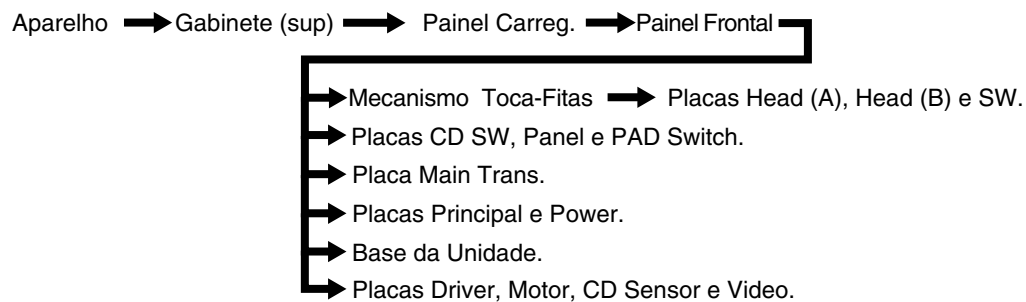 Aparelho Gabinete (sup) Painel Carreg. Painel Frontal
Mecanismo Toca-Fitas Placas Head (A), Head (B) e SW.
Placas CD SW, Panel e PAD Switch.
Placa Main Trans.
Placas Principal e Power.
Base da Unidade.
Placas Driver, Motor, CD Sensor e Video.